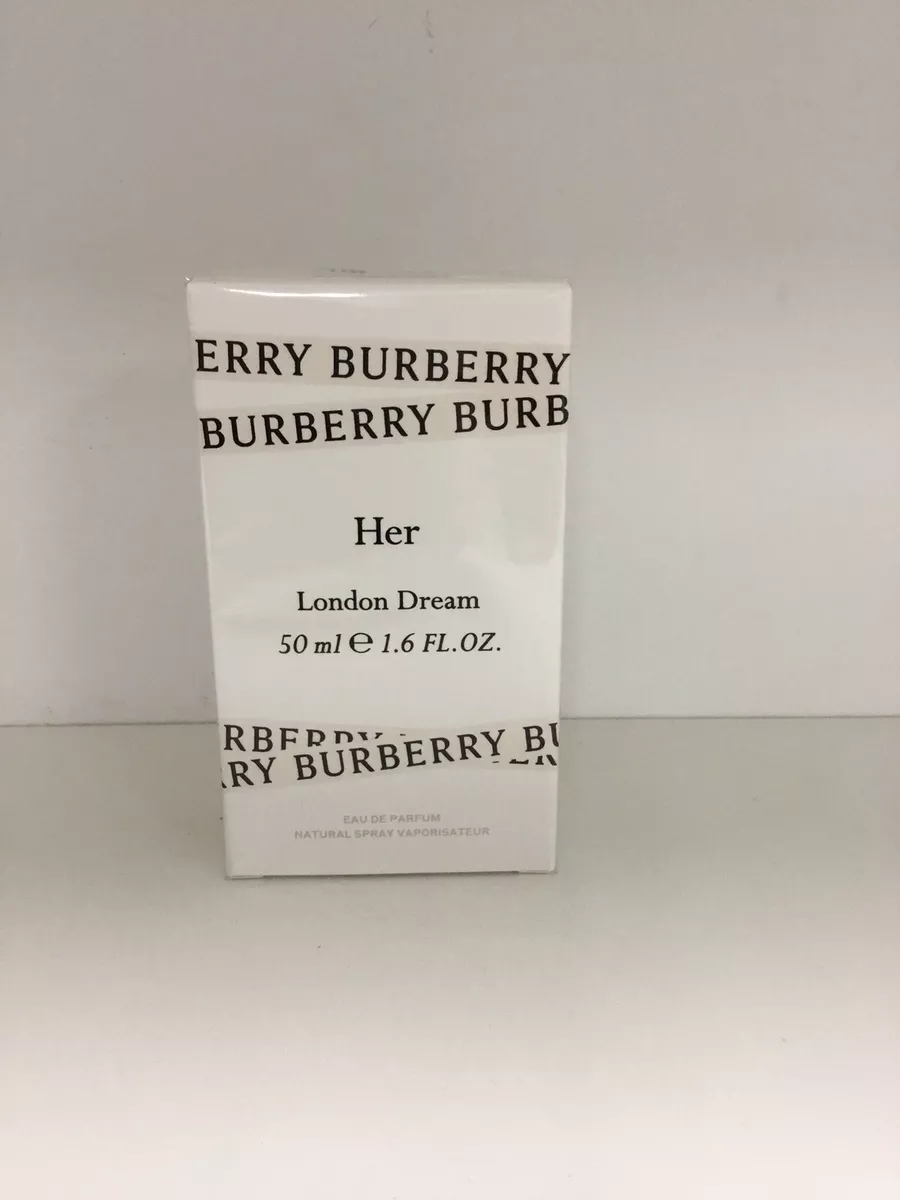 ERRY BURBERRY
BURBERRY BURB
Her
London Dream
50 ml ℮ 1.6 FL.OZ.
RBERRY
RY BURBERRY BU
EAU DE PARFUM
NATURAL SPRAY VAPORISATEUR